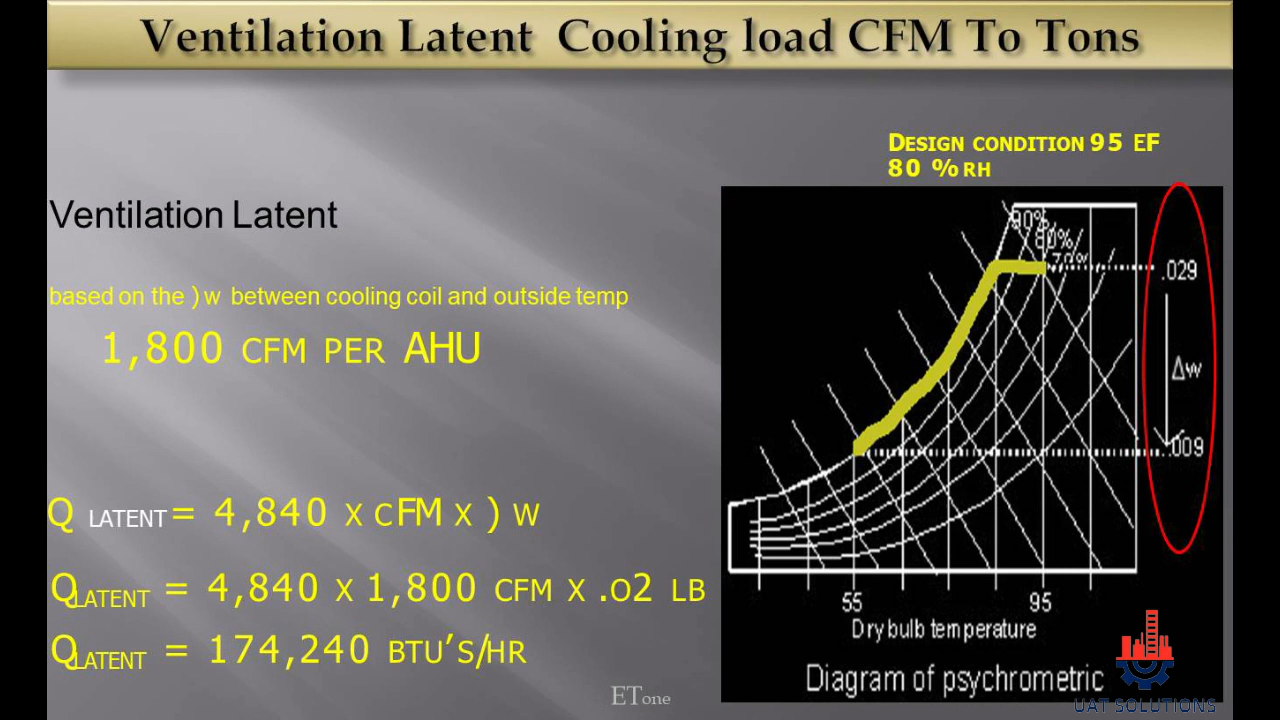 Ventilation Latent Cooling load CFM To Tons
DESIGN CONDITION 95 EF
80 % RH
Ventilation Latent
based on the ) w between cooling coil and outside temp
1,800 CFM PER AHU
Q LATENT = 4,840 X CFM X ) W
QLATENT = 4,840 X 1,800 CFM X .O2 LB
QLATENT = 174,240 BTU’S/HR
90%
80%
70%
.029
Δw
.009
55 95
Dry bulb temperature
Diagram of psychrometric
UAT SOLUTIONS
ETone